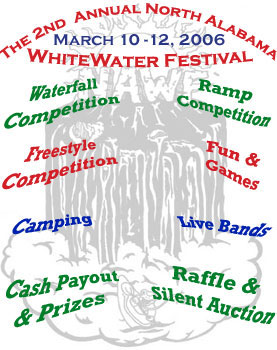 The 2nd Annual North Alabama
March 10-12, 2006
WhiteWater Festival
Waterfall
Competition
Ramp
Competition
Freestyle
Competition
Fun &
Games
Camping
Live Bands
Cash Payout
& Prizes
Raffle &
Silent Auction